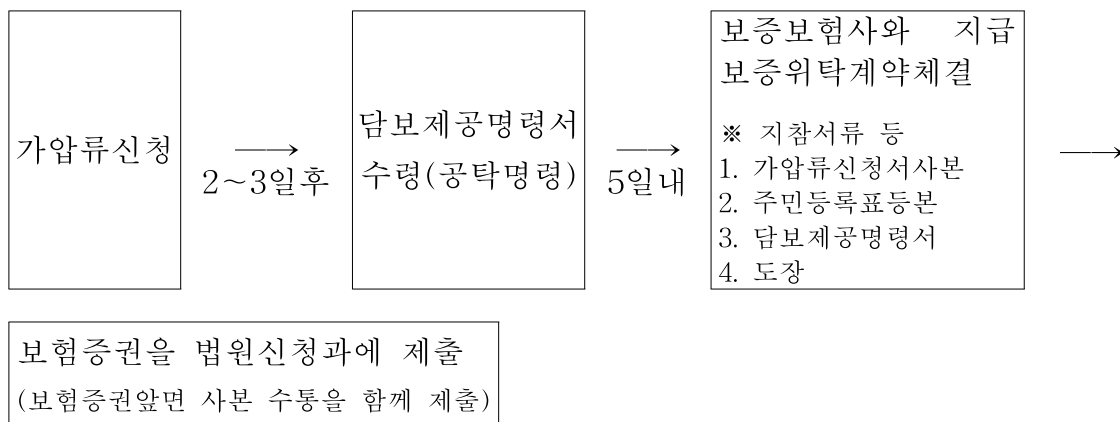 가압류신청
→
2~3일후
담보제공명령서
수령(공탁명령)
→
5일내
보증보험사와 지급
보증위탁계약체결
※ 지참서류 등
1. 가압류신청서사본
2. 주민등록표등본
3. 담보제공명령서
4. 도장
→
보험증권을 법원신청과에 제출
(보험증권앞면 사본 수통을 함께 제출)